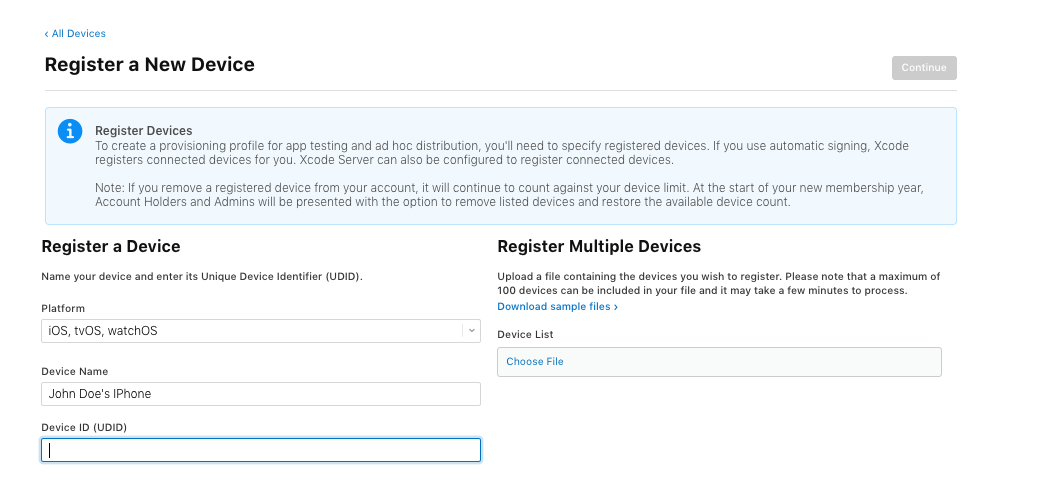 ‹ All Devices
Register a New Device
Continue
Register Devices
To create a provisioning profile for app testing and ad hoc distribution, you'll need to specify registered devices. If you use automatic signing, Xcode
registers connected devices for you. Xcode Server can also be configured to register connected devices.
Note: If you remove a registered device from your account, it will continue to count against your device limit. At the start of your new membership year,
Account Holders and Admins will be presented with the option to remove listed devices and restore the available device count.
Register a Device
Name your device and enter its Unique Device Identifier (UDID).
Platform
iOS, tvOS, watchOS
Device Name
John Doe's IPhone
Device ID (UDID)
Register Multiple Devices
Upload a file containing the devices you wish to register. Please note that a maximum of
100 devices can be included in your file and it may take a few minutes to process.
Download sample files ›
Device List
Choose File